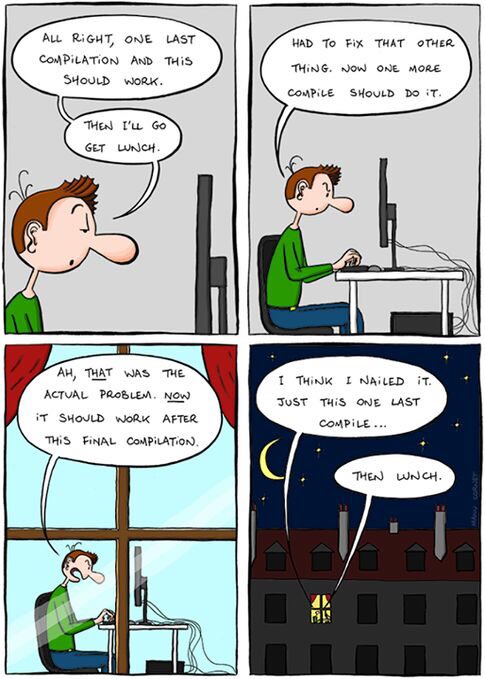 ALL RIGHT, ONE LAST
COMPILATION AND THIS
SHOULD WORK.
THEN I'LL GO
GET LUNCH.
HAD TO FIX THAT OTHER
THING. NOW ONE MORE
COMPILE SHOULD DO IT.
AH, THAT WAS THE
ACTUAL PROBLEM. NOW
IT SHOULD WORK AFTER
THIS FINAL COMPILATION.
I THINK I NAILED IT.
JUST THIS ONE LAST
COMPILE...
THEN LUNCH.
MANU CORNET